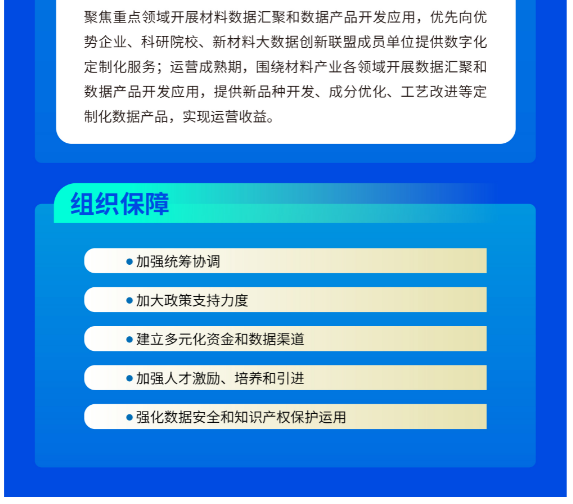 聚焦重点领域开展材料数据汇聚和数据产品开发应用，优先向优
势企业、科研院校、新材料大数据创新联盟成员单位提供数字化
定制化服务；运营成熟期，围绕材料产业各领域开展数据汇聚和
数据产品开发应用，提供新品种开发、成分优化、工艺改进等定
制化数据产品，实现运营收益。
组织保障
●加强统筹协调
●加大政策支持力度
●建立多元化资金和数据渠道
●加强人才激励、培养和引进
●强化数据安全和知识产权保护运用